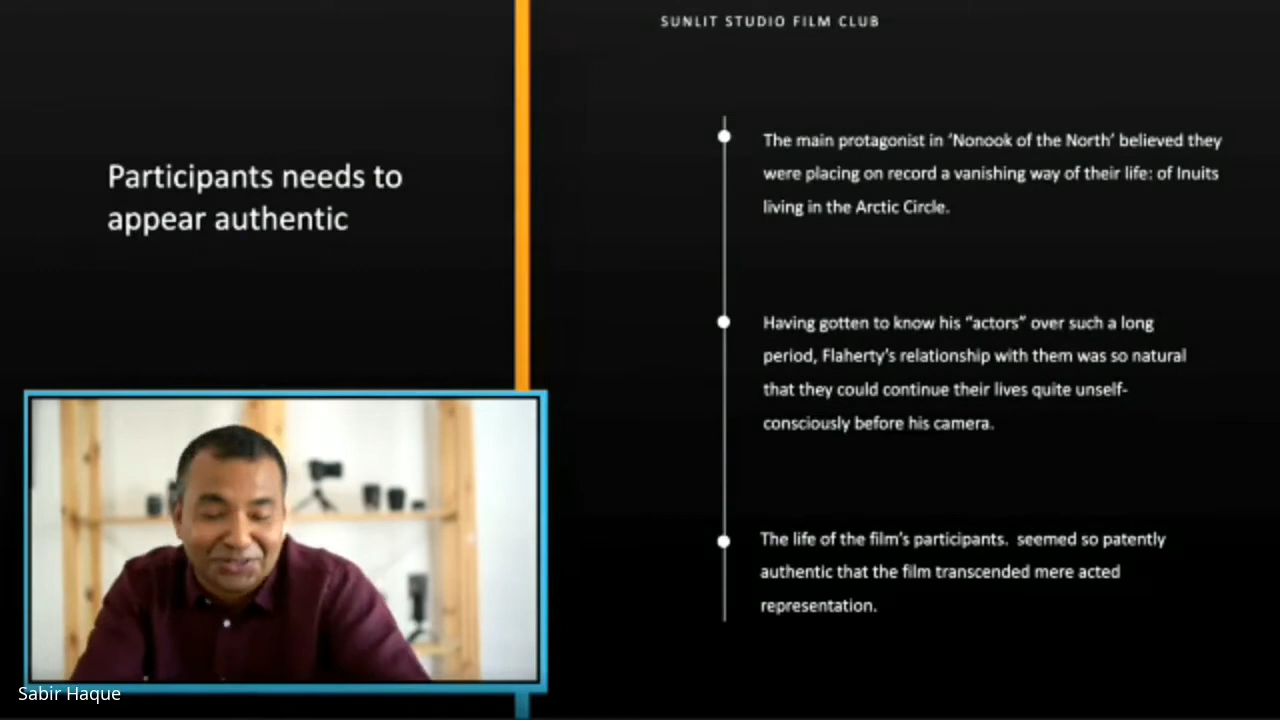 SUNLIT STUDIO FILM CLUB
Participants needs to
appear authentic
The main protagonist in ‘Nonook of the North’ believed they
were placing on record a vanishing way of their life: of Inuits
living in the Arctic Circle.
Having gotten to know his “actors” over such a long
period, Flaherty’s relationship with them was so natural
that they could continue their lives quite unself-
consciously before his camera.
The life of the film’s participants.  seemed so patently
authentic that the film transcended mere acted
representation.
Sabir Haque